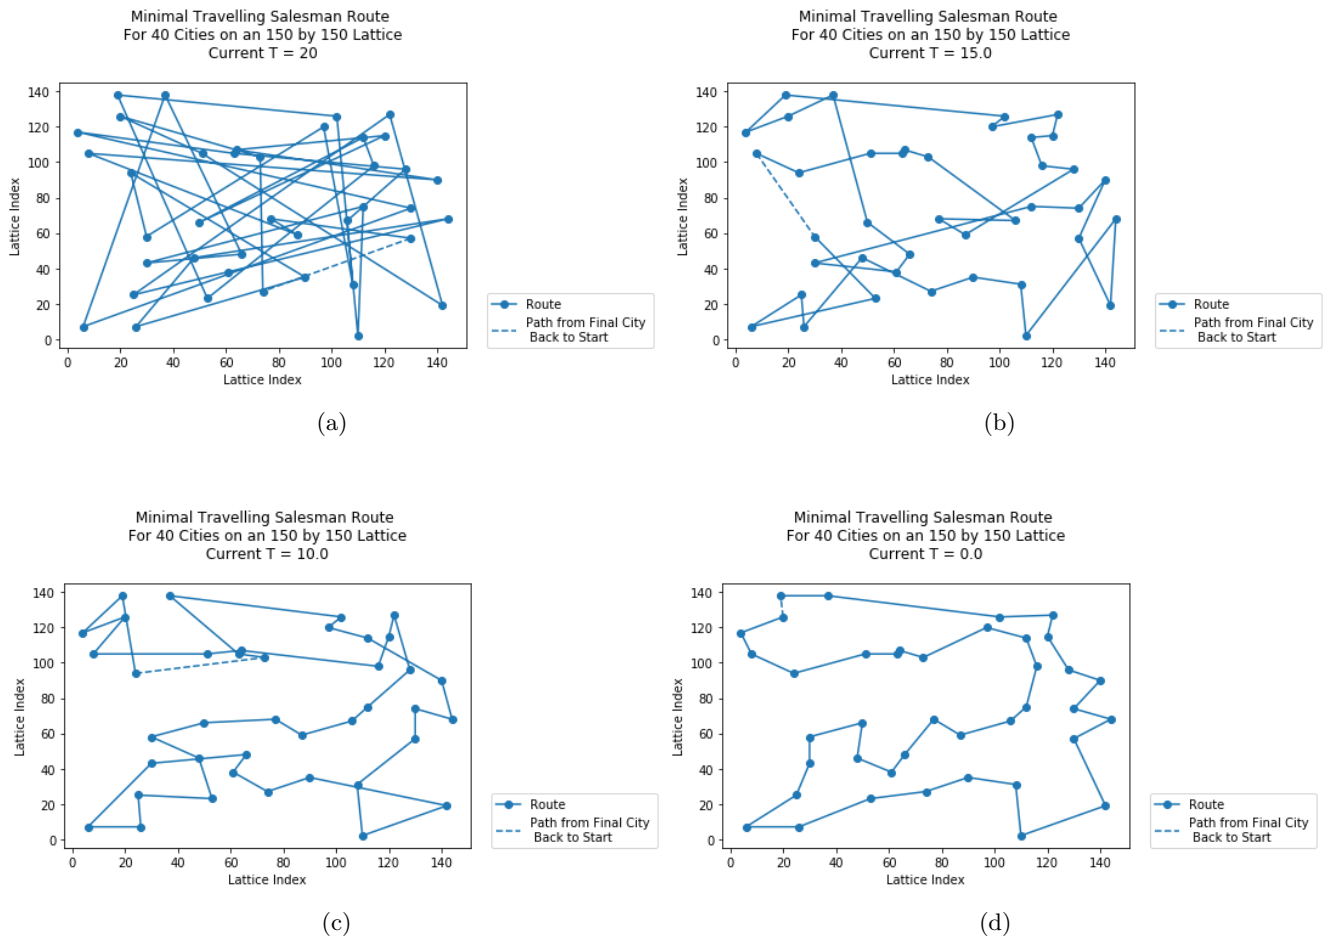 Minimal Travelling Salesman Route
For 40 Cities on an 150 by 150 Lattice
Current T = 20
140
120
100
80
60
40
20
0
Lattice Index
0 20 40 60 80 100 120 140
Lattice Index
Route
Path from Final City
Back to Start
(a)
Minimal Travelling Salesman Route
For 40 Cities on an 150 by 150 Lattice
Current T = 15.0
140
120
100
80
60
40
20
0
Lattice Index
0 20 40 60 80 100 120 140
Lattice Index
Route
Path from Final City
Back to Start
(b)
Minimal Travelling Salesman Route
For 40 Cities on an 150 by 150 Lattice
Current T = 10.0
140
120
100
80
60
40
20
0
Lattice Index
0 20 40 60 80 100 120 140
Lattice Index
Route
Path from Final City
Back to Start
(c)
Minimal Travelling Salesman Route
For 40 Cities on an 150 by 150 Lattice
Current T = 0.0
140
120
100
80
60
40
20
0
Lattice Index
0 20 40 60 80 100 120 140
Lattice Index
Route
Path from Final City
Back to Start
(d)